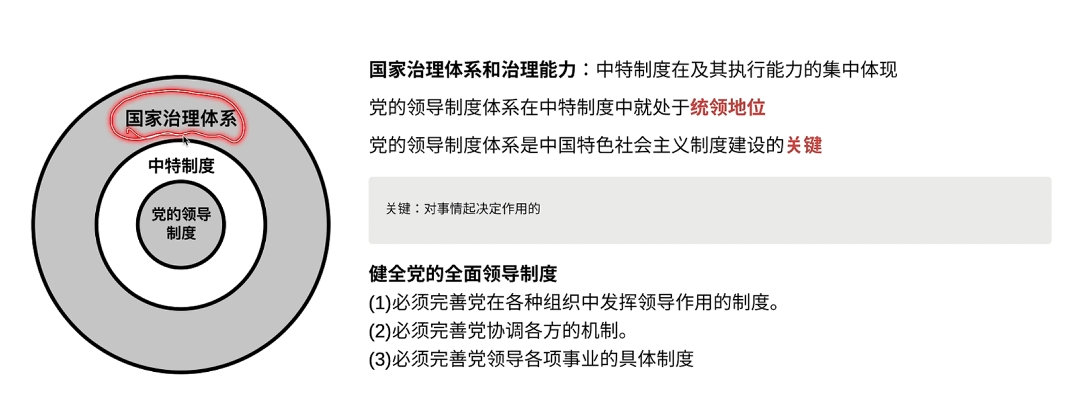 国家治理体系
中特制度
党的领导
制度
国家治理体系和治理能力：中特制度在及其执行能力的集中体现
党的领导制度体系在中特制度中就处于统领地位
党的领导制度体系是中国特色社会主义制度建设的关键
关键：对事情起决定作用的
健全党的全面领导制度
(1)必须完善党在各种组织中发挥领导作用的制度。
(2)必须完善党协调各方的机制。
(3)必须完善党领导各项事业的具体制度